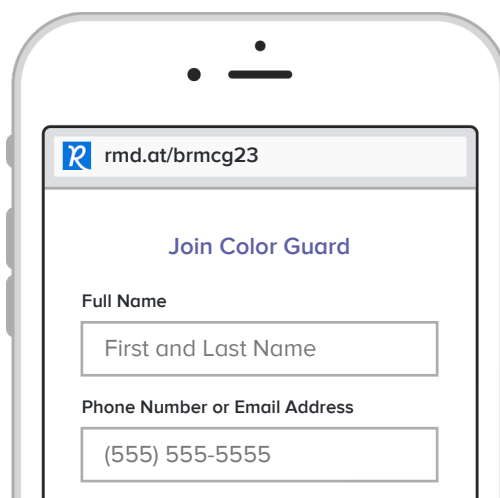 rmd.at/brmcg23
Join Color Guard
Full Name
First and Last Name
Phone Number or Email Address
(555) 555-5555